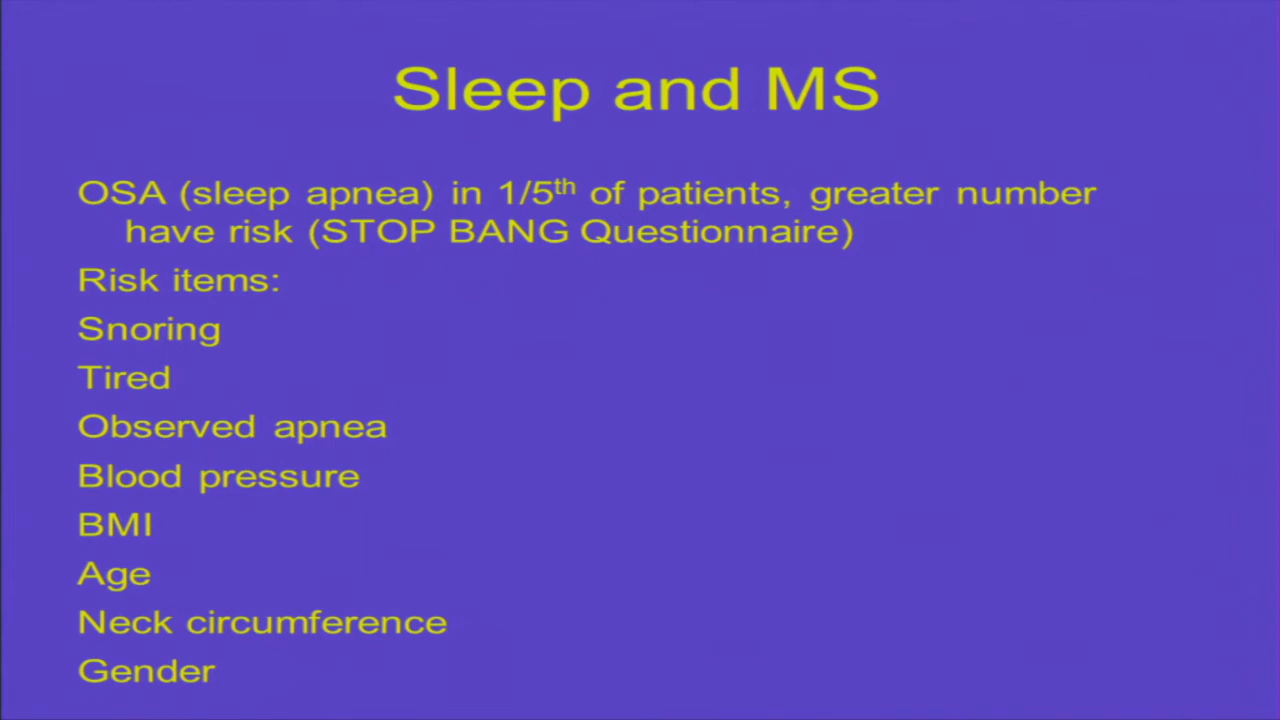 Sleep and MS
OSA (sleep apnea) in 1/5th of patients, greater number
have risk (STOP BANG Questionnaire)
Risk items:
Snoring
Tired
Observed apnea
Blood pressure
BMI
Age
Neck circumference
Gender